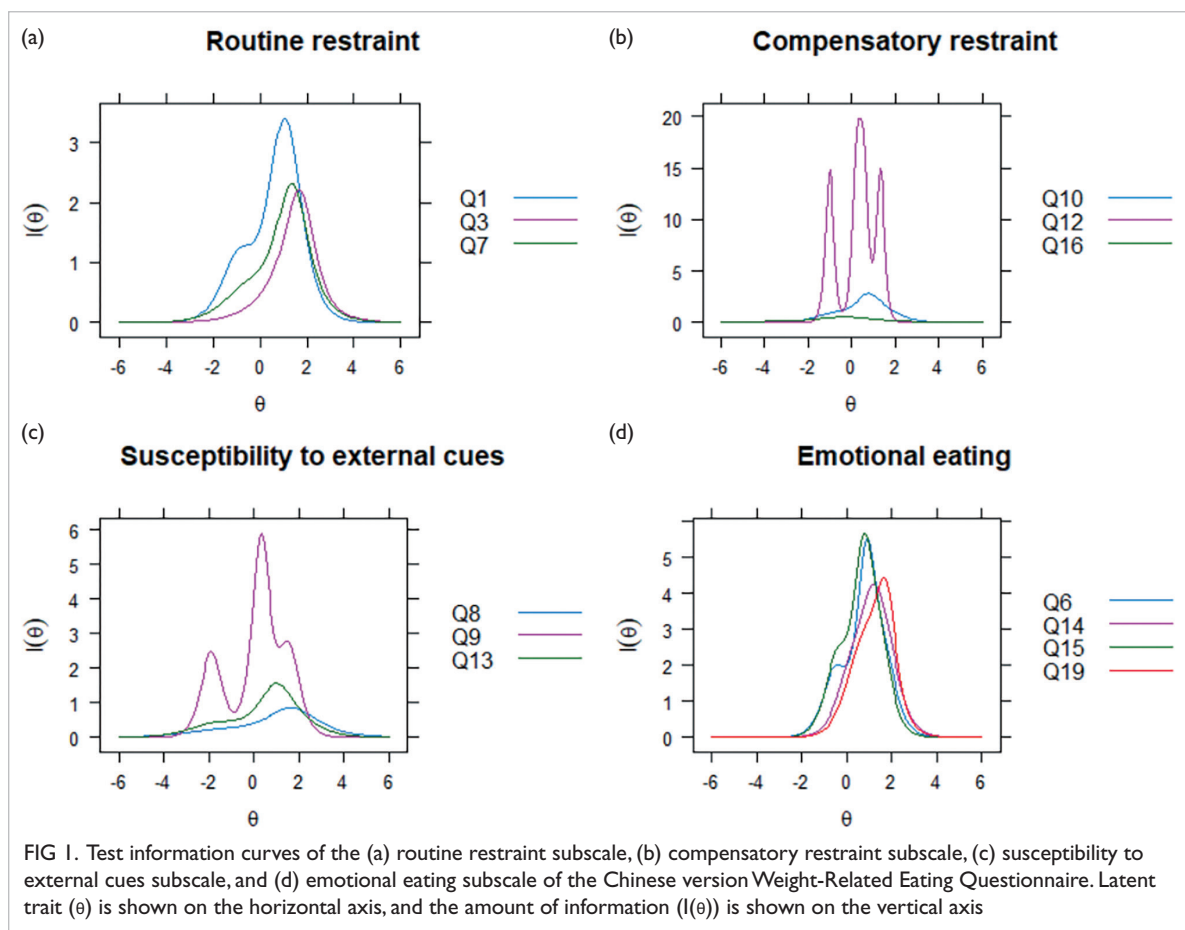 (a)
Routine restraint
3
2
1
0
I(θ)
-6 -4 -2 0 2 4 6
θ
Q1
Q3
Q7
(b)
Compensatory restraint
20
15
10
5
0
I(θ)
-6 -4 -2 0 2 4 6
θ
Q10
Q12
Q16
(c)
Susceptibility to external cues
6
5
4
3
2
1
0
I(θ)
-6 -4 -2 0 2 4 6
θ
Q8
Q9
Q13
(d)
Emotional eating
5
4
3
2
1
0
I(θ)
-6 -4 -2 0 2 4 6
θ
Q6
Q14
Q15
Q19
FIG 1. Test information curves of the (a) routine restraint subscale, (b) compensatory restraint subscale, (c) susceptibility to
external cues subscale, and (d) emotional eating subscale of the Chinese version Weight-Related Eating Questionnaire. Latent
trait (θ) is shown on the horizontal axis, and the amount of information (I(θ)) is shown on the vertical axis